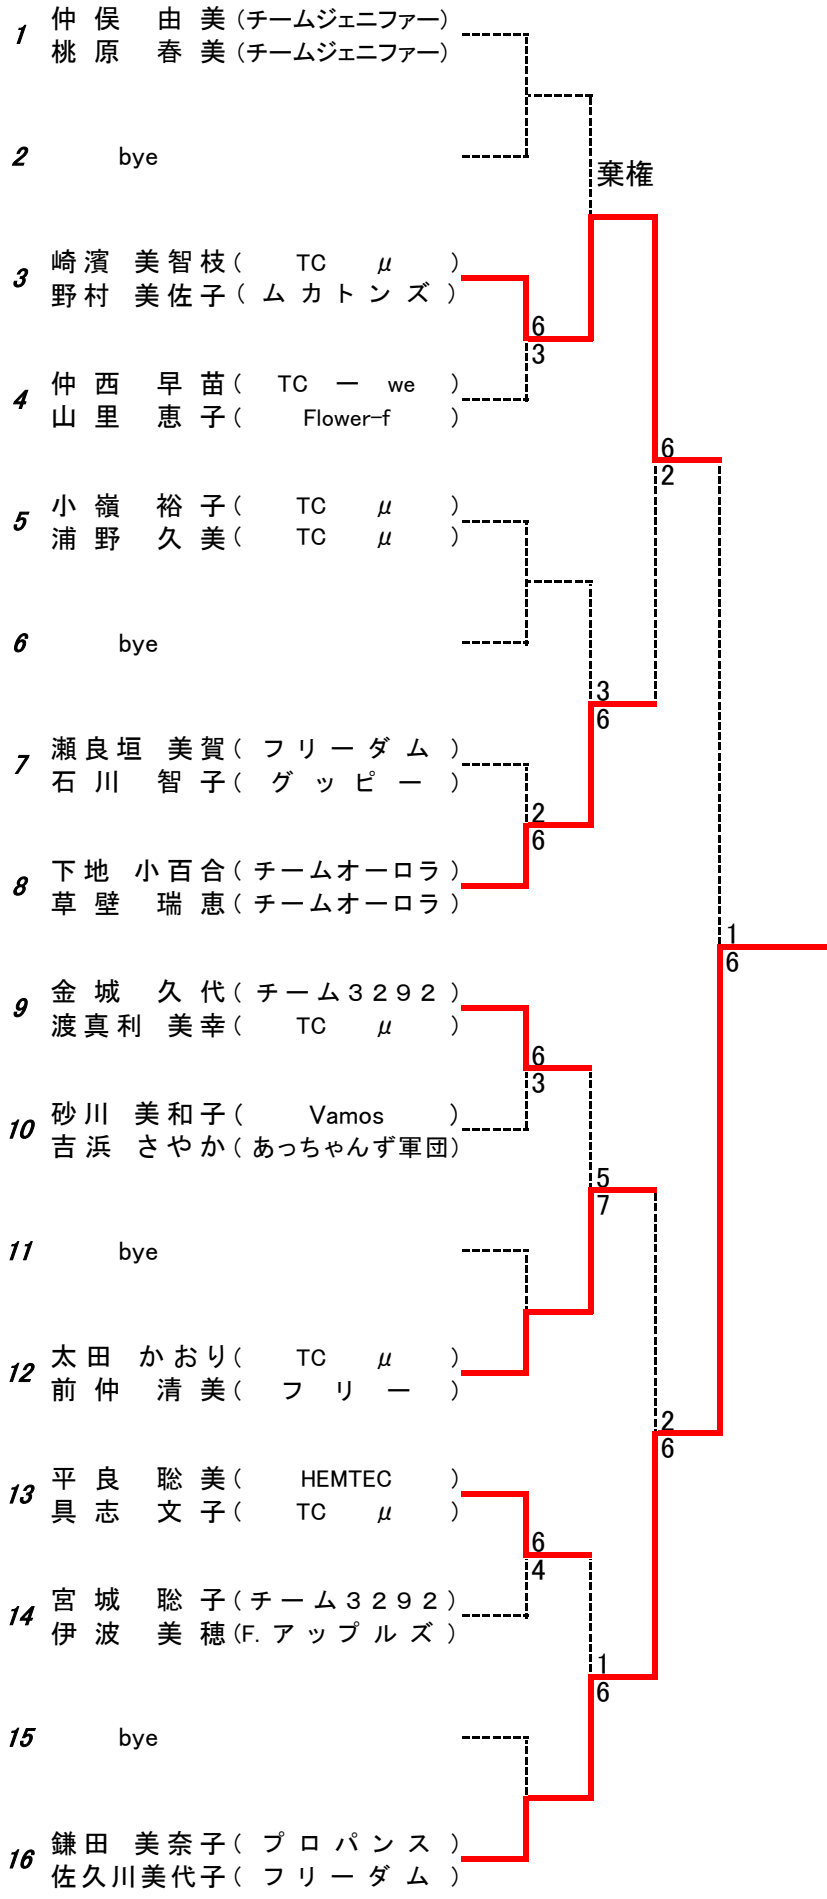 1 仲俣 由美(チームジェニファー)
桃原 春美(チームジェニファー)
2 bye
棄権
3 崎濱 美智枝( TC μ )
野村 美佐子(ムカトンズ)
6
3
4 仲西 早苗( TC ー we )
山里 恵子( Flower-f )
6
2
5 小嶺 裕子( TC μ )
浦野 久美( TC μ )
6 bye
3
6
7 瀬良垣 美賀(フリーダム)
石川 智子(グッピー)
2
6
8 下地 小百合(チームオーロラ)
草壁 瑞恵(チームオーロラ)
1
6
9 金城 久代(チーム3292)
渡真利 美幸( TC μ )
6
3
10 砂川 美和子( Vamos )
吉浜 さやか(あっちゃんず軍団)
5
7
11 bye
12 太田 かおり( TC μ )
前仲 清美(フリー)
2
6
13 平良 聡美( HEMTEC )
具志 文子( TC μ )
6
4
14 宮城 聡子(チーム3292)
伊波 美穂(F.アップルズ)
1
6
15 bye
16 鎌田 美奈子(プロパンス)
佐久川美代子(フリーダム)